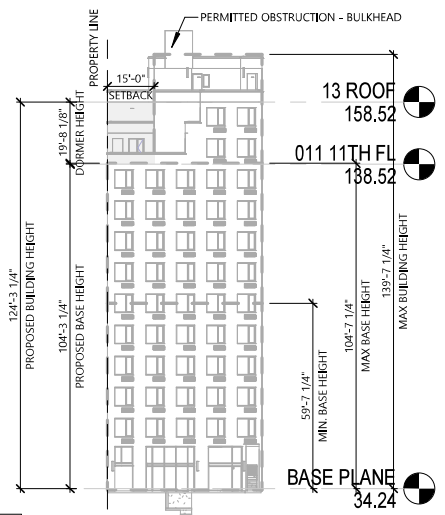 PERMITTED OBSTRUCTION - BULKHEAD
PROPERTY LINE
15'-0"
SETBACK
13 ROOF
158.52
19'-8 1/8"
DORMER HEIGHT
011 11TH FL
138.52
124'-3 1/4"
PROPOSED BUILDING HEIGHT
104'-3 1/4"
PROPOSED BASE HEIGHT
59'-7 1/4"
MIN. BASE HEIGHT
104'-7 1/4"
MAX BASE HEIGHT
139'-7 1/4"
MAX BUILDING HEIGHT
BASE PLANE
34.24